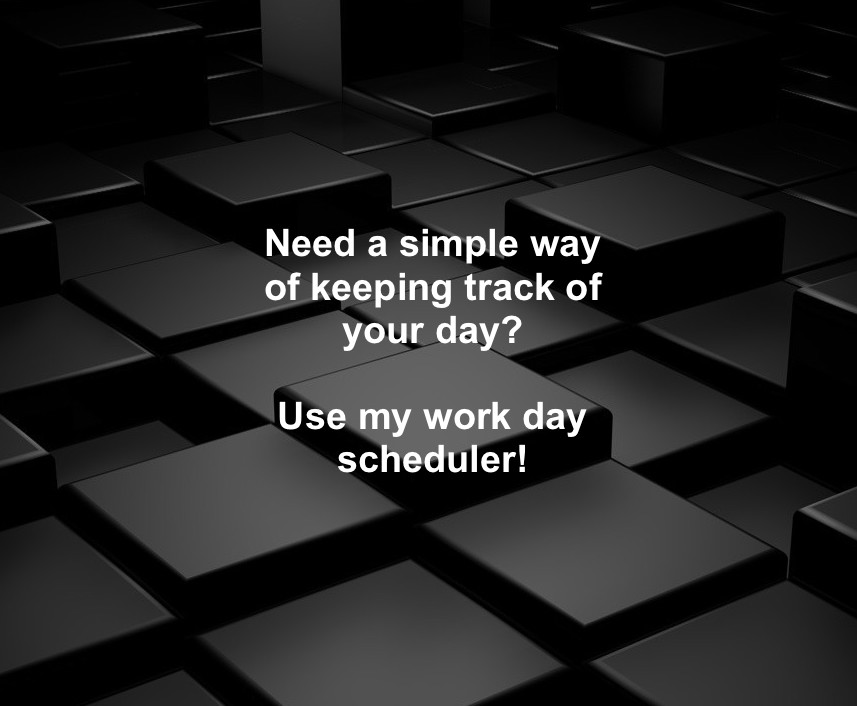 Need a simple way
of keeping track of
your day?
Use my work day
scheduler!